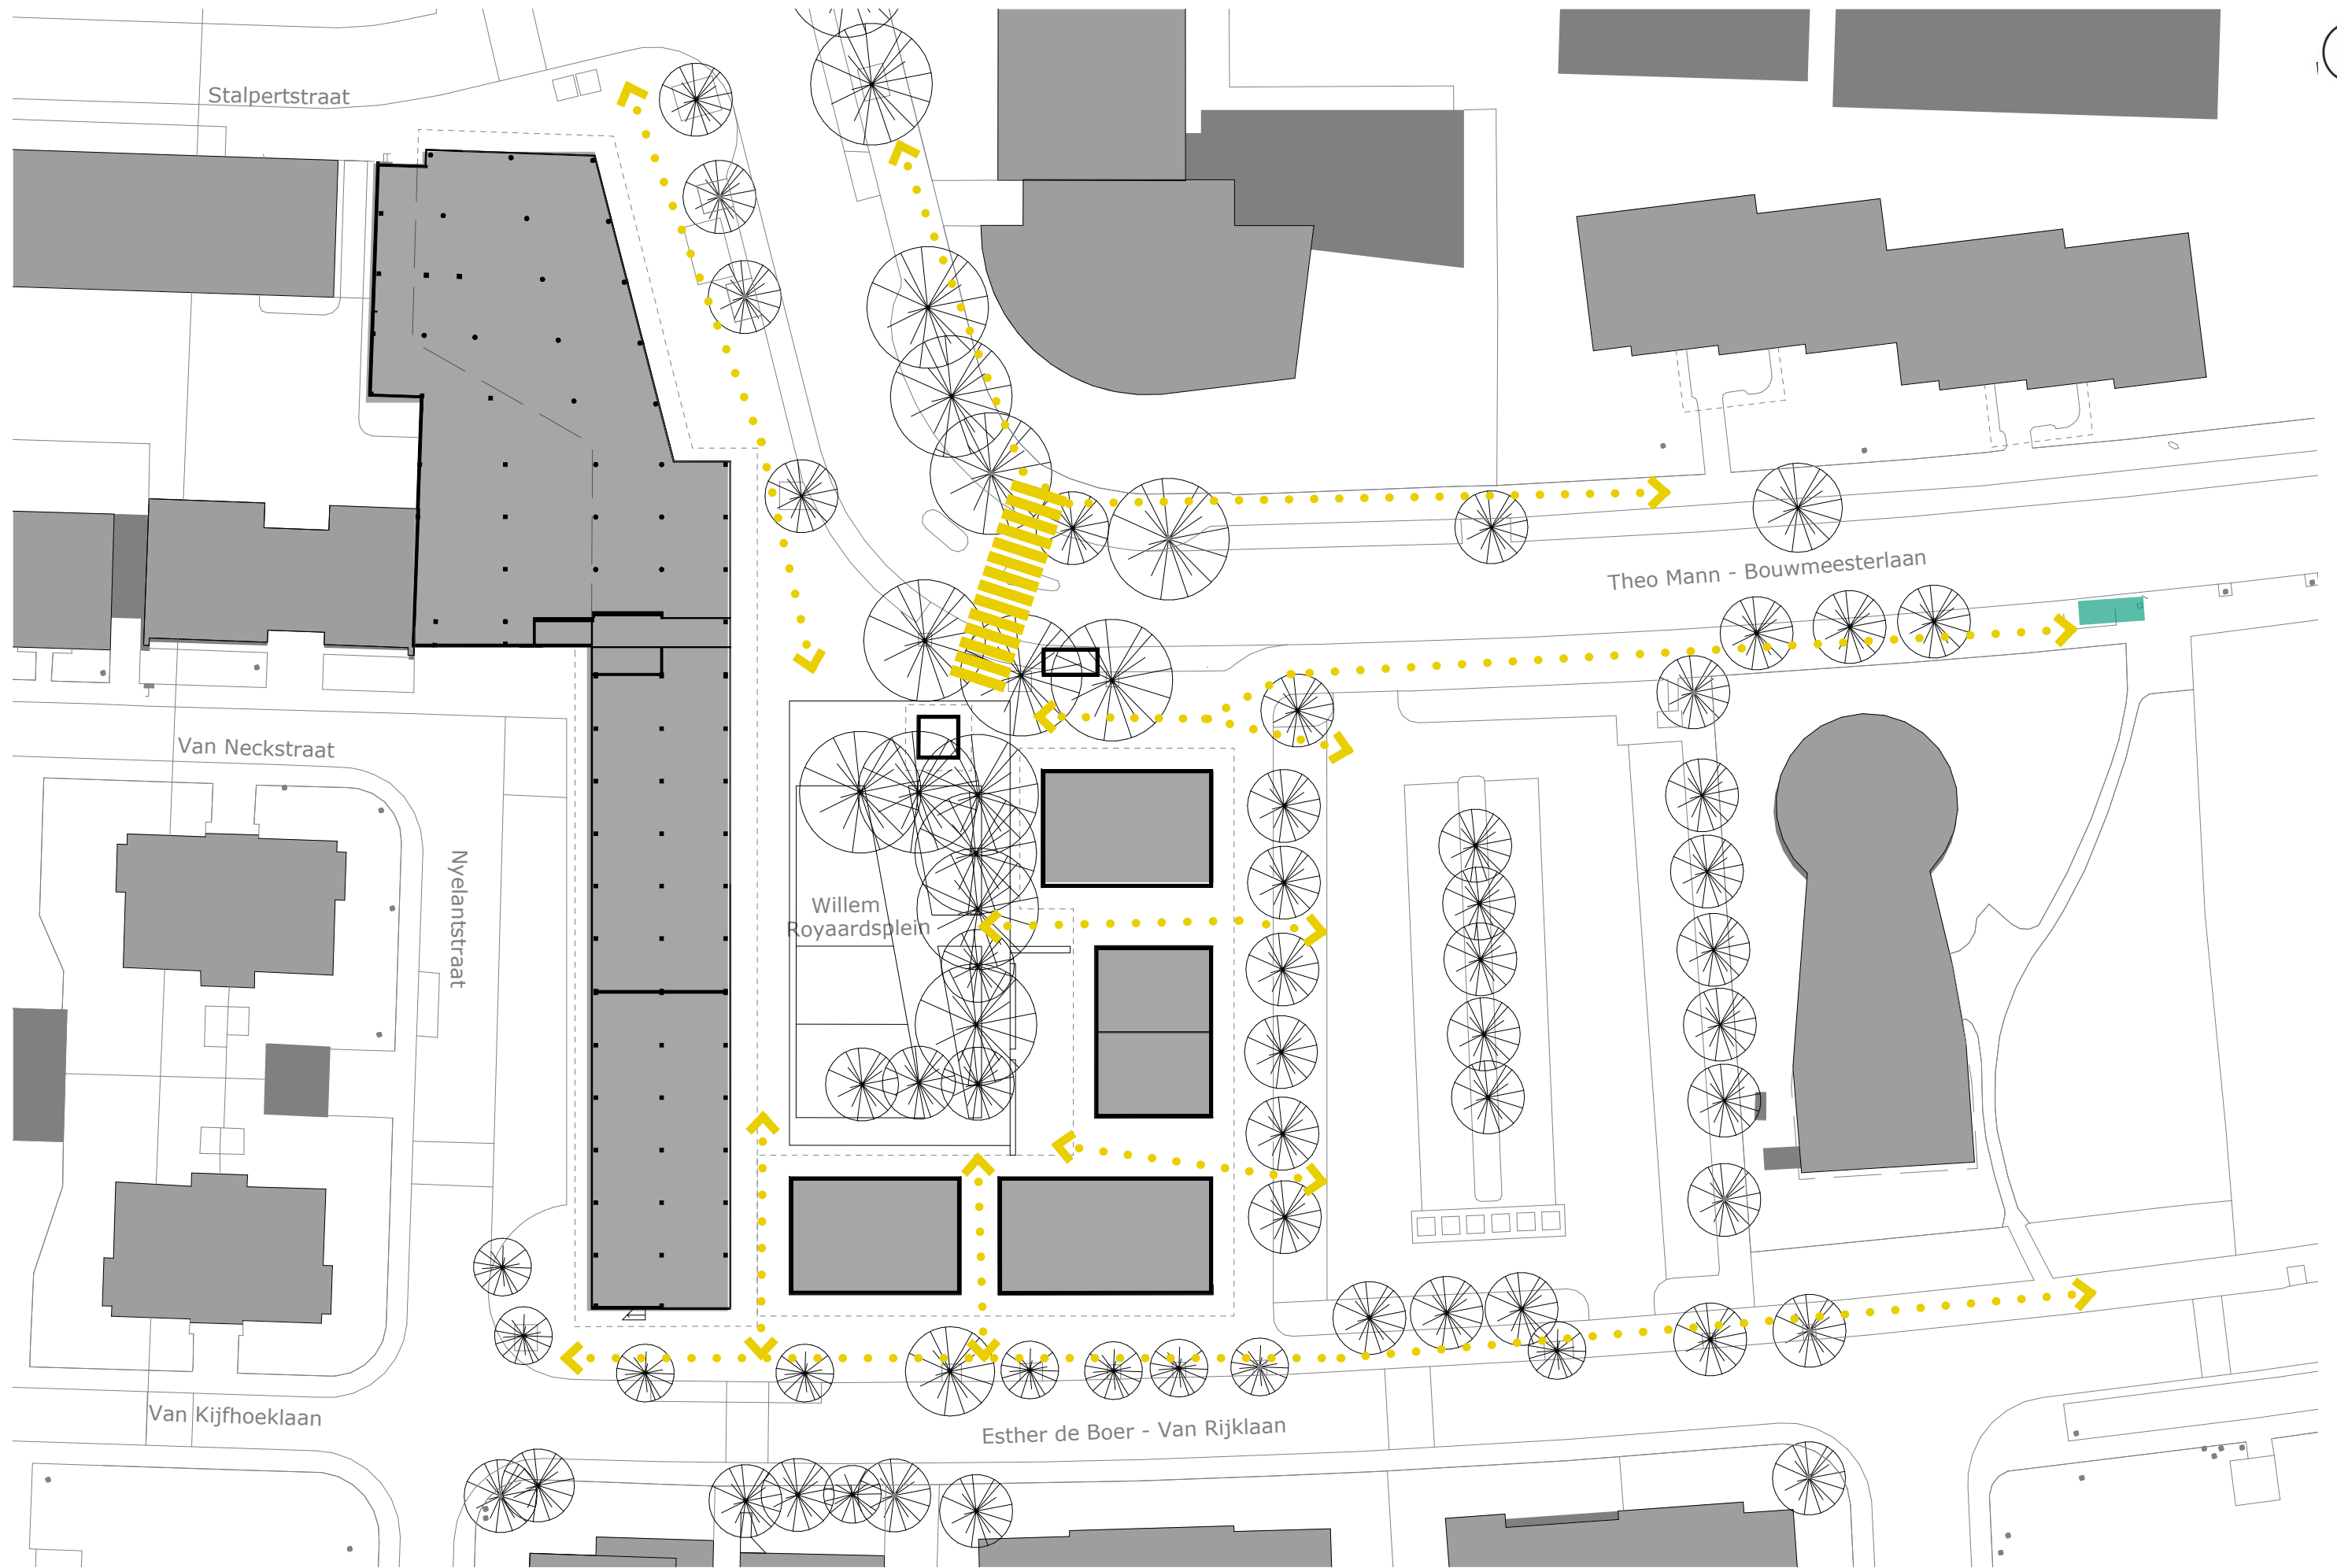 Stalpertstraat
Theo Mann - Bouwmeesterlaan
Van Neckstraat
Nyelantstraat
Willem
Royaardsplein
Van Kijfhoeklaan
Esther de Boer - Van Rijklaan